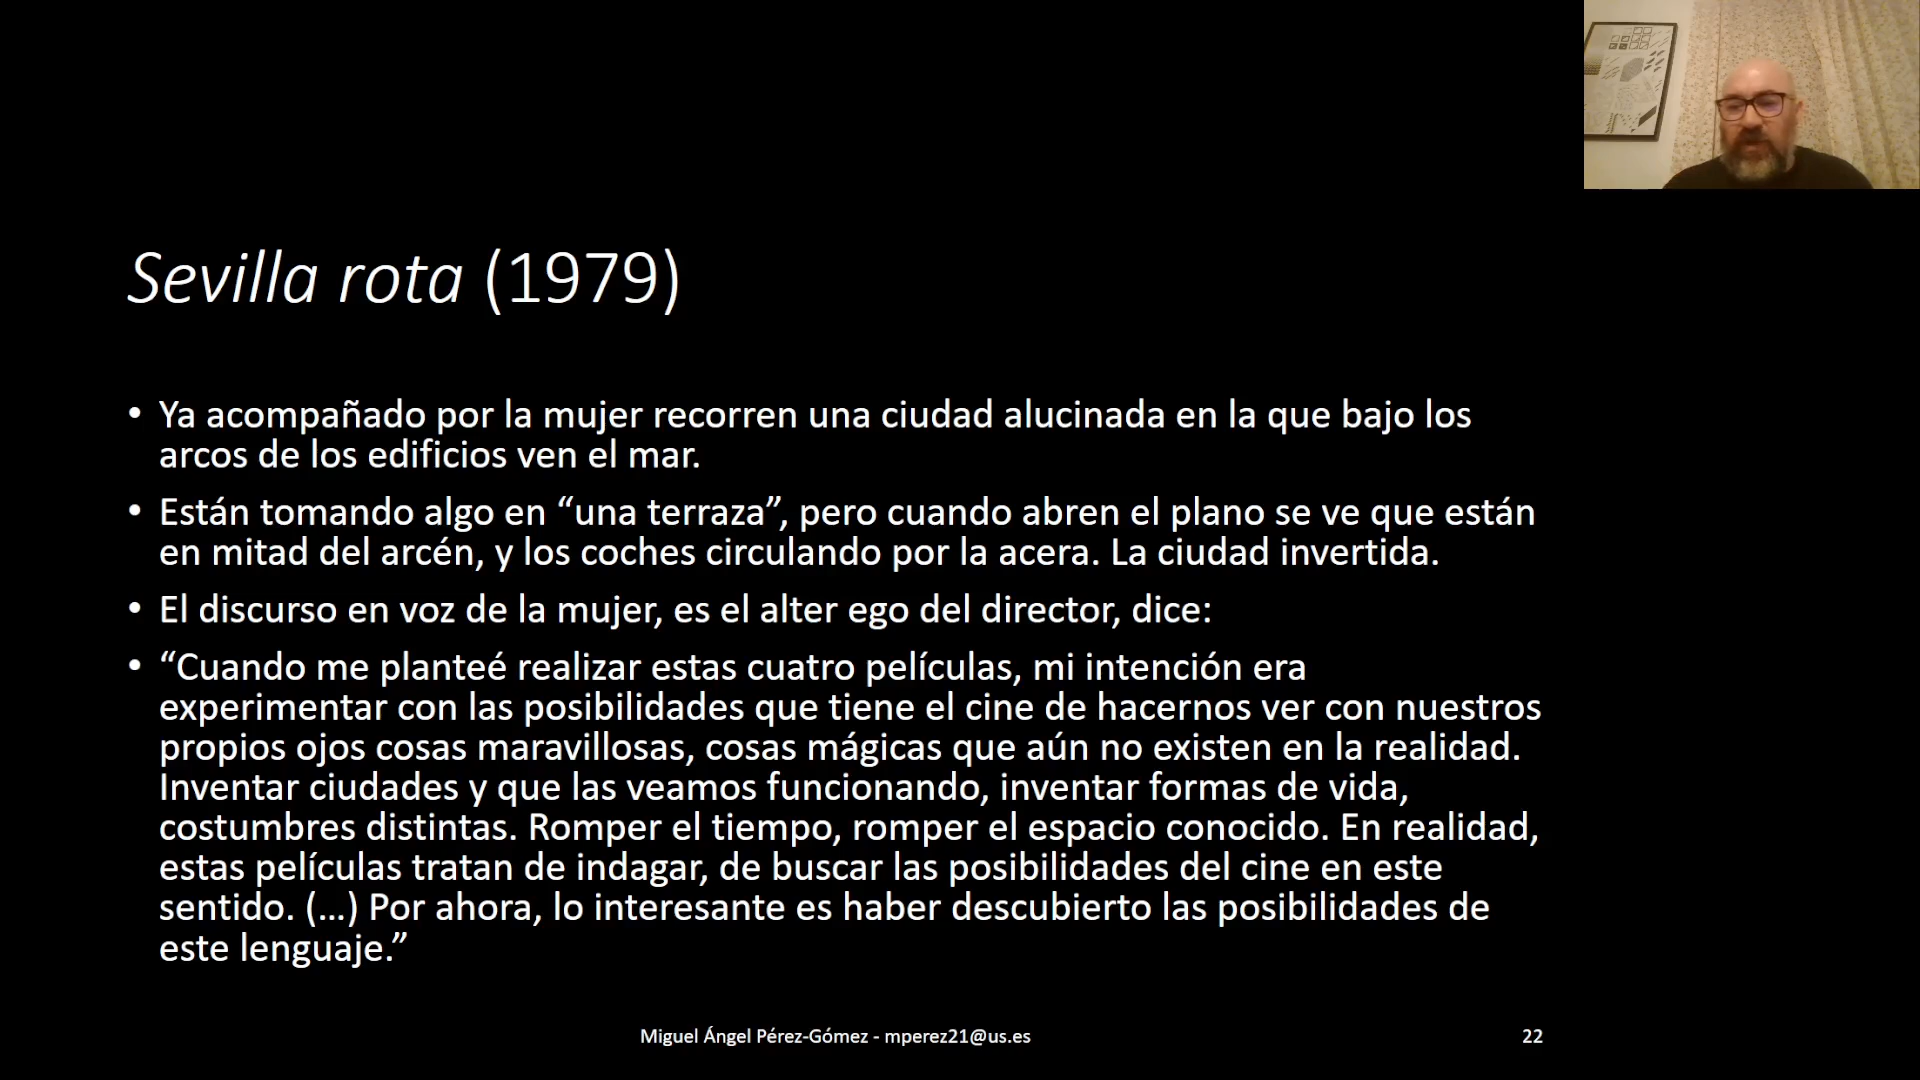 Sevilla rota (1979)
• Ya acompañado por la mujer recorren una ciudad alucinada en la que bajo los
arcos de los edificios ven el mar.
• Están tomando algo en “una terraza”, pero cuando abren el plano se ve que están
en mitad del arcén, y los coches circulando por la acera. La ciudad invertida.
• El discurso en voz de la mujer, es el alter ego del director, dice:
• “Cuando me planteé realizar estas cuatro películas, mi intención era
experimentar con las posibilidades que tiene el cine de hacernos ver con nuestros
propios ojos cosas maravillosas, cosas mágicas que aún no existen en la realidad.
Inventar ciudades y que las veamos funcionando, inventar formas de vida,
costumbres distintas. Romper el tiempo, romper el espacio conocido. En realidad,
estas películas tratan de indagar, de buscar las posibilidades del cine en este
sentido. (…) Por ahora, lo interesante es haber descubierto las posibilidades de
este lenguaje.”
Miguel Ángel Pérez-Gómez - mperez21@us.es
22